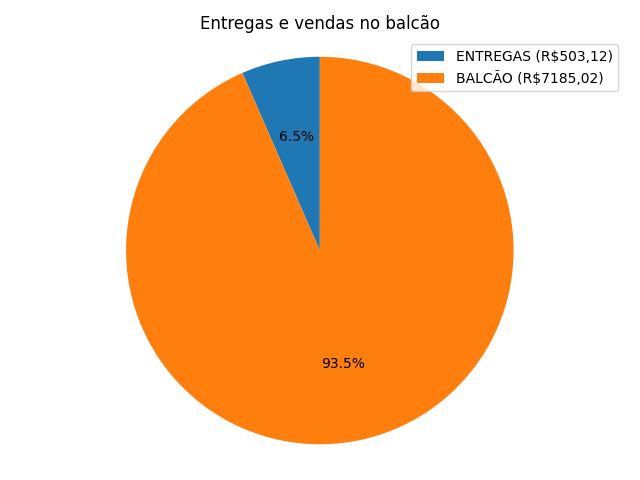 Entregas e vendas no balcão
ENTREGAS (R$503,12)
BALCÃO (R$7185,02)
6.5%
93.5%